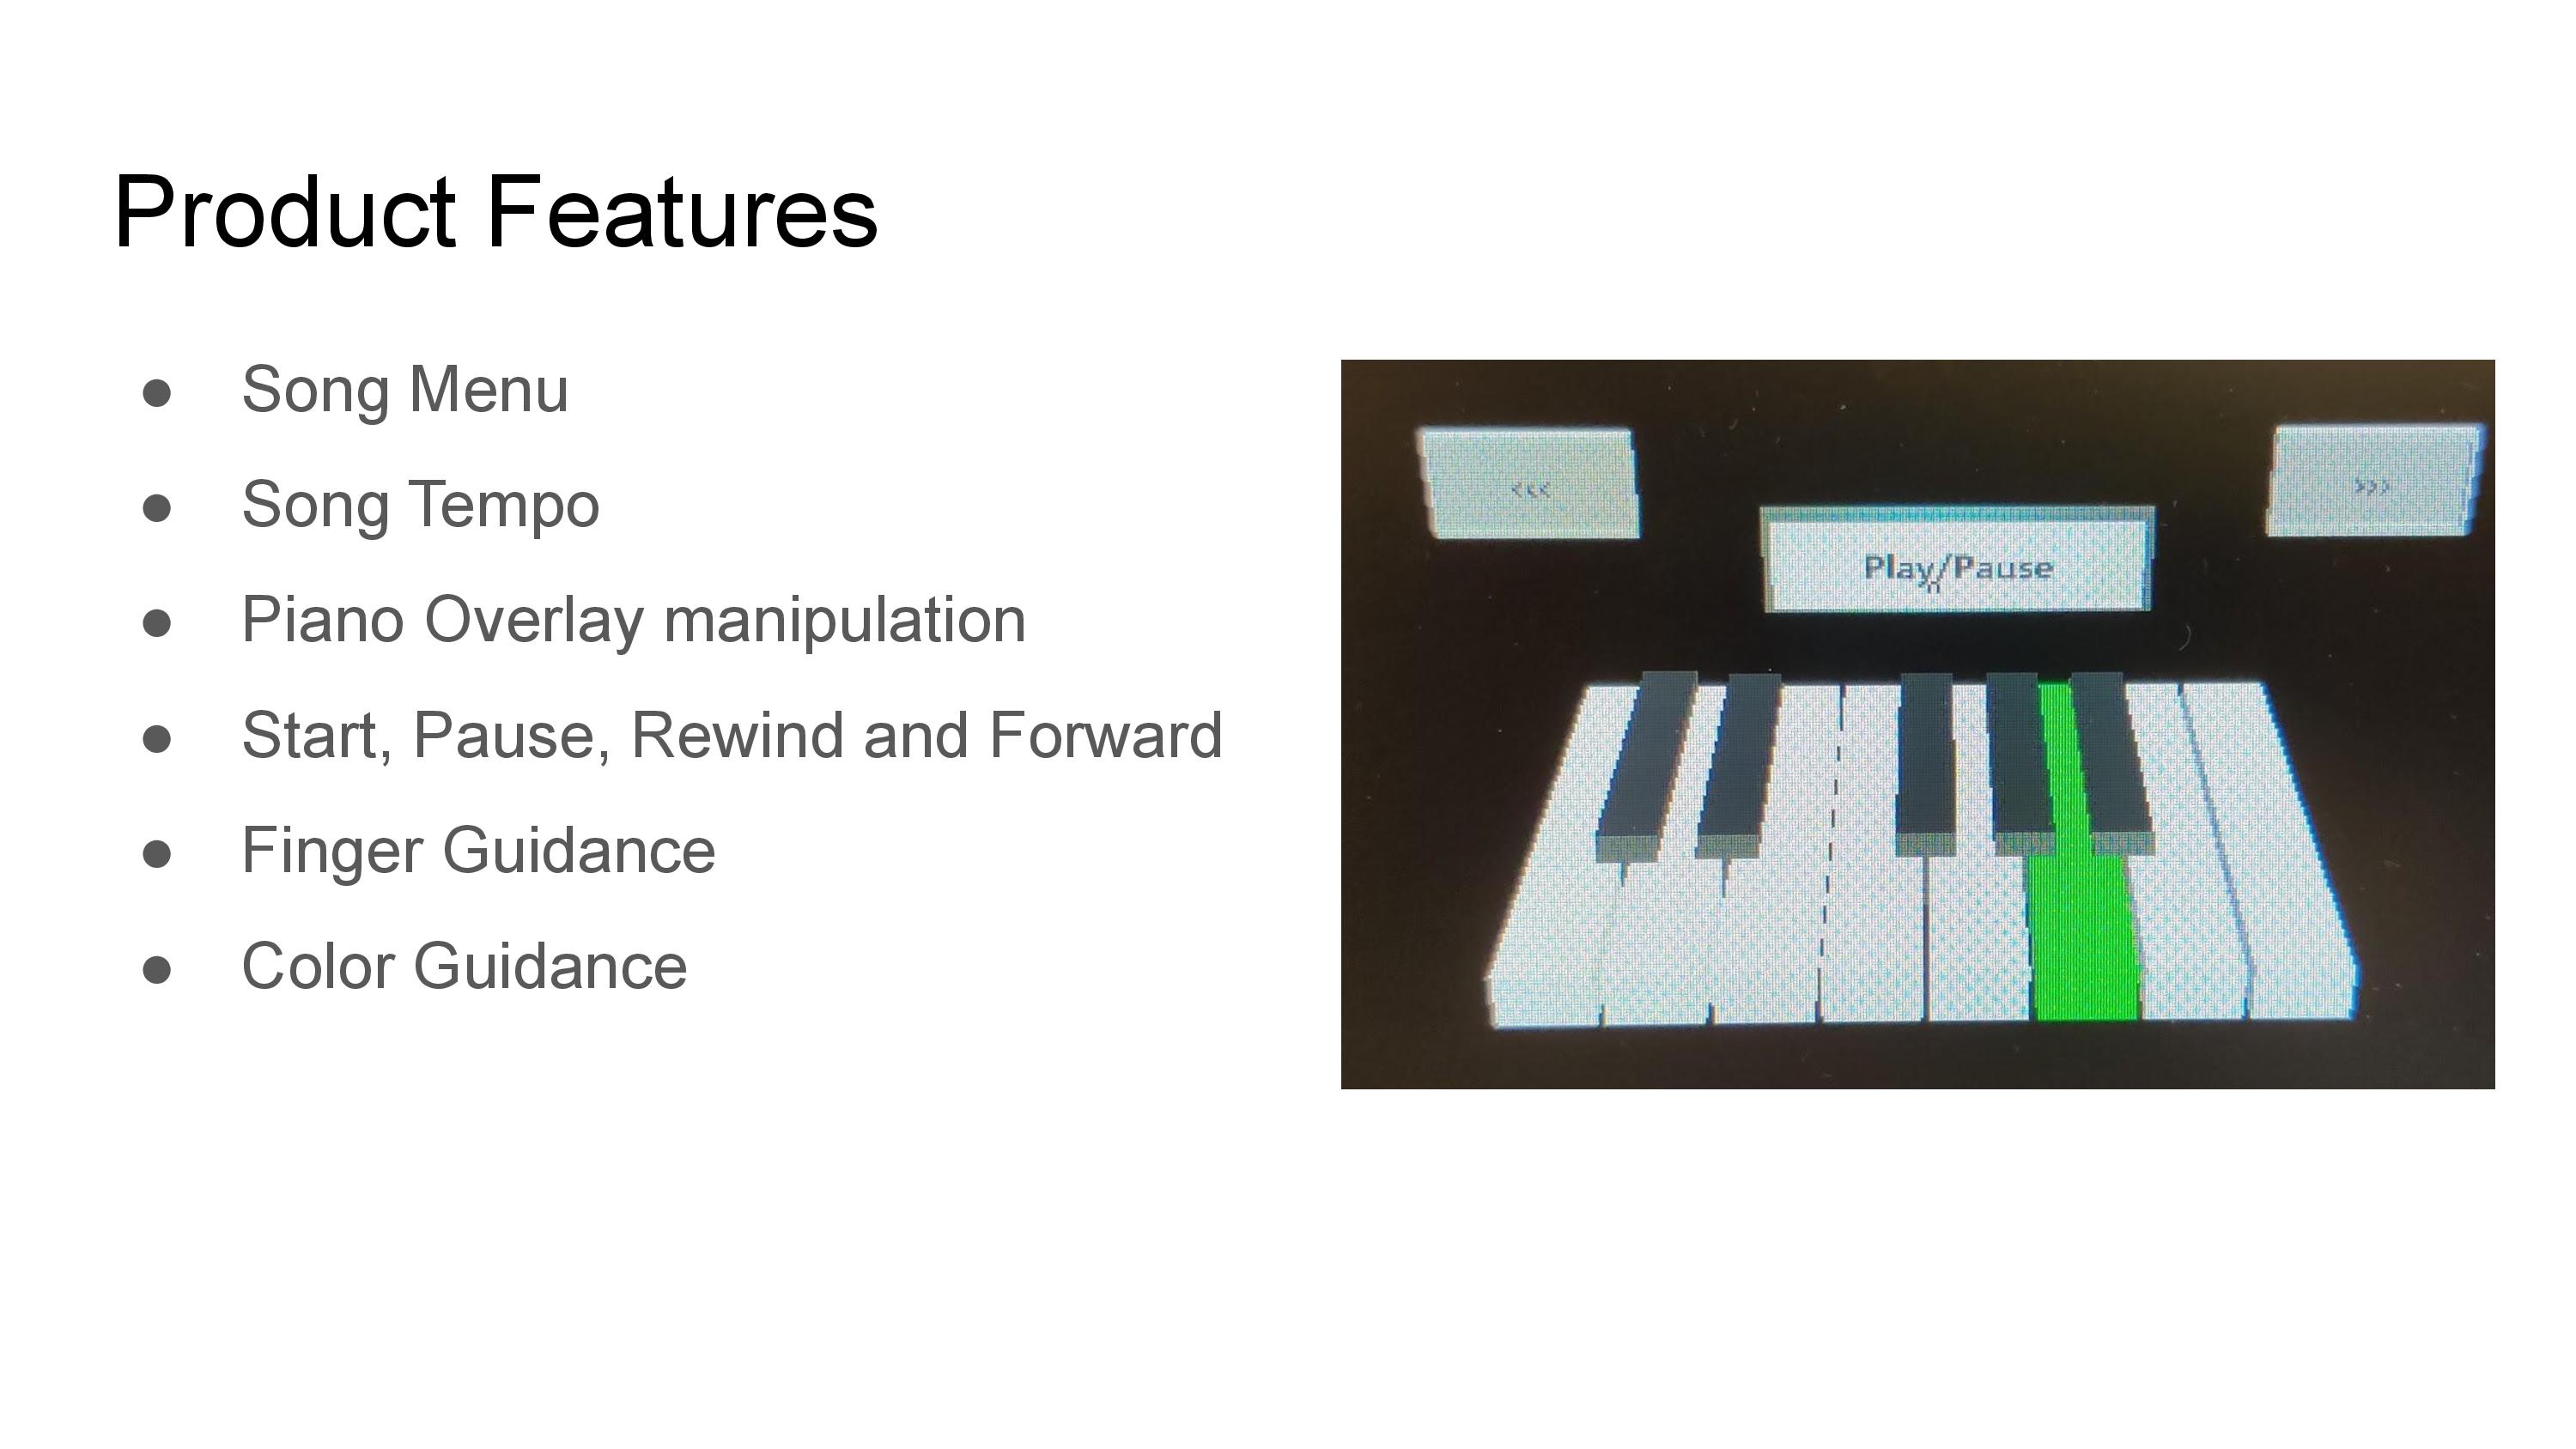 Product Features
● Song Menu
● Song Tempo
● Piano Overlay manipulation
● Start, Pause, Rewind and Forward
● Finger Guidance
● Color Guidance
<<<
>>>
Play/Pause